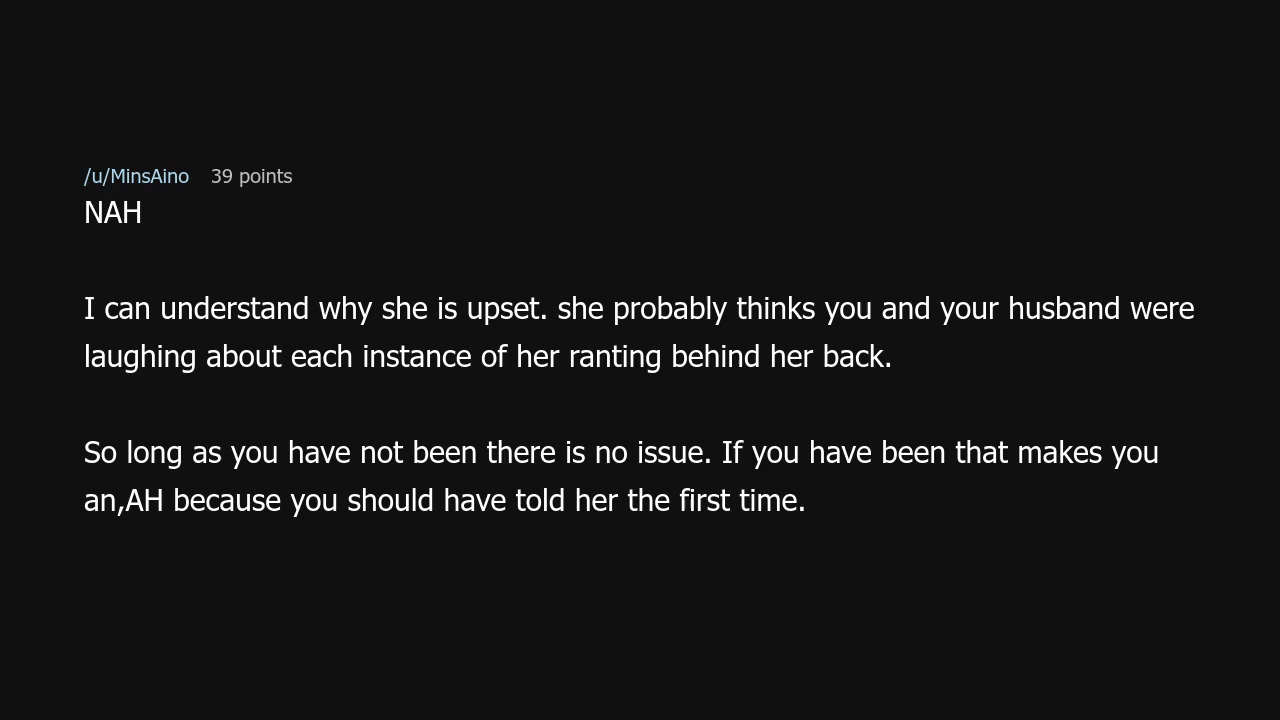 /u/MinsAino 39 points
NAH
I can understand why she is upset. she probably thinks you and your husband were
laughing about each instance of her ranting behind her back.
So long as you have not been there is no issue. If you have been that makes you
an,AH because you should have told her the first time.